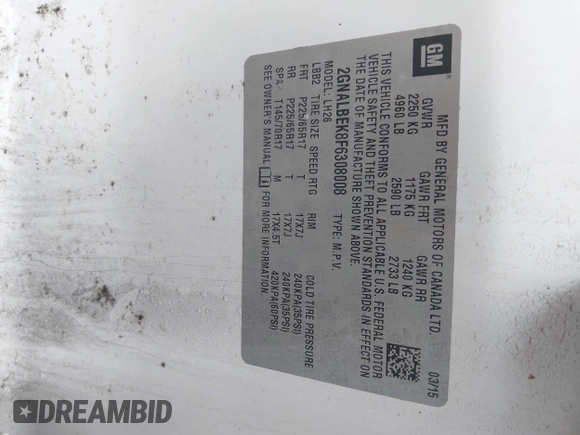 GM
MFD BY GENERAL MOTORS OF CANADA LTD.
03/15
GVWR GAWR FRT GAWR RR
2250 KG 1175 KG 1240 KG
4960 LB 2590 LB 2733 LB
THIS VEHICLE CONFORMS TO ALL APPLICABLE U.S. FEDERAL MOTOR
VEHICLE SAFETY AND THEFT PREVENTION STANDARDS IN EFFECT ON
THE DATE OF MANUFACTURE SHOWN ABOVE.
2GNALBEK8F6308008 TYPE: M.P.V.
MODEL: LH26
LBB2 TIRE SIZE SPEED RTG RIM COLD TIRE PRESSURE
FRT P225/65R17 T 17X7J 240KPA(35PSI)
RR P225/65R17 T 17X7J 240KPA(35PSI)
SPA T145/70R17 M 17X4.5T 420KPA(60PSI)
SEE OWNER'S MANUAL FOR MORE INFORMATION.
DREAMBID